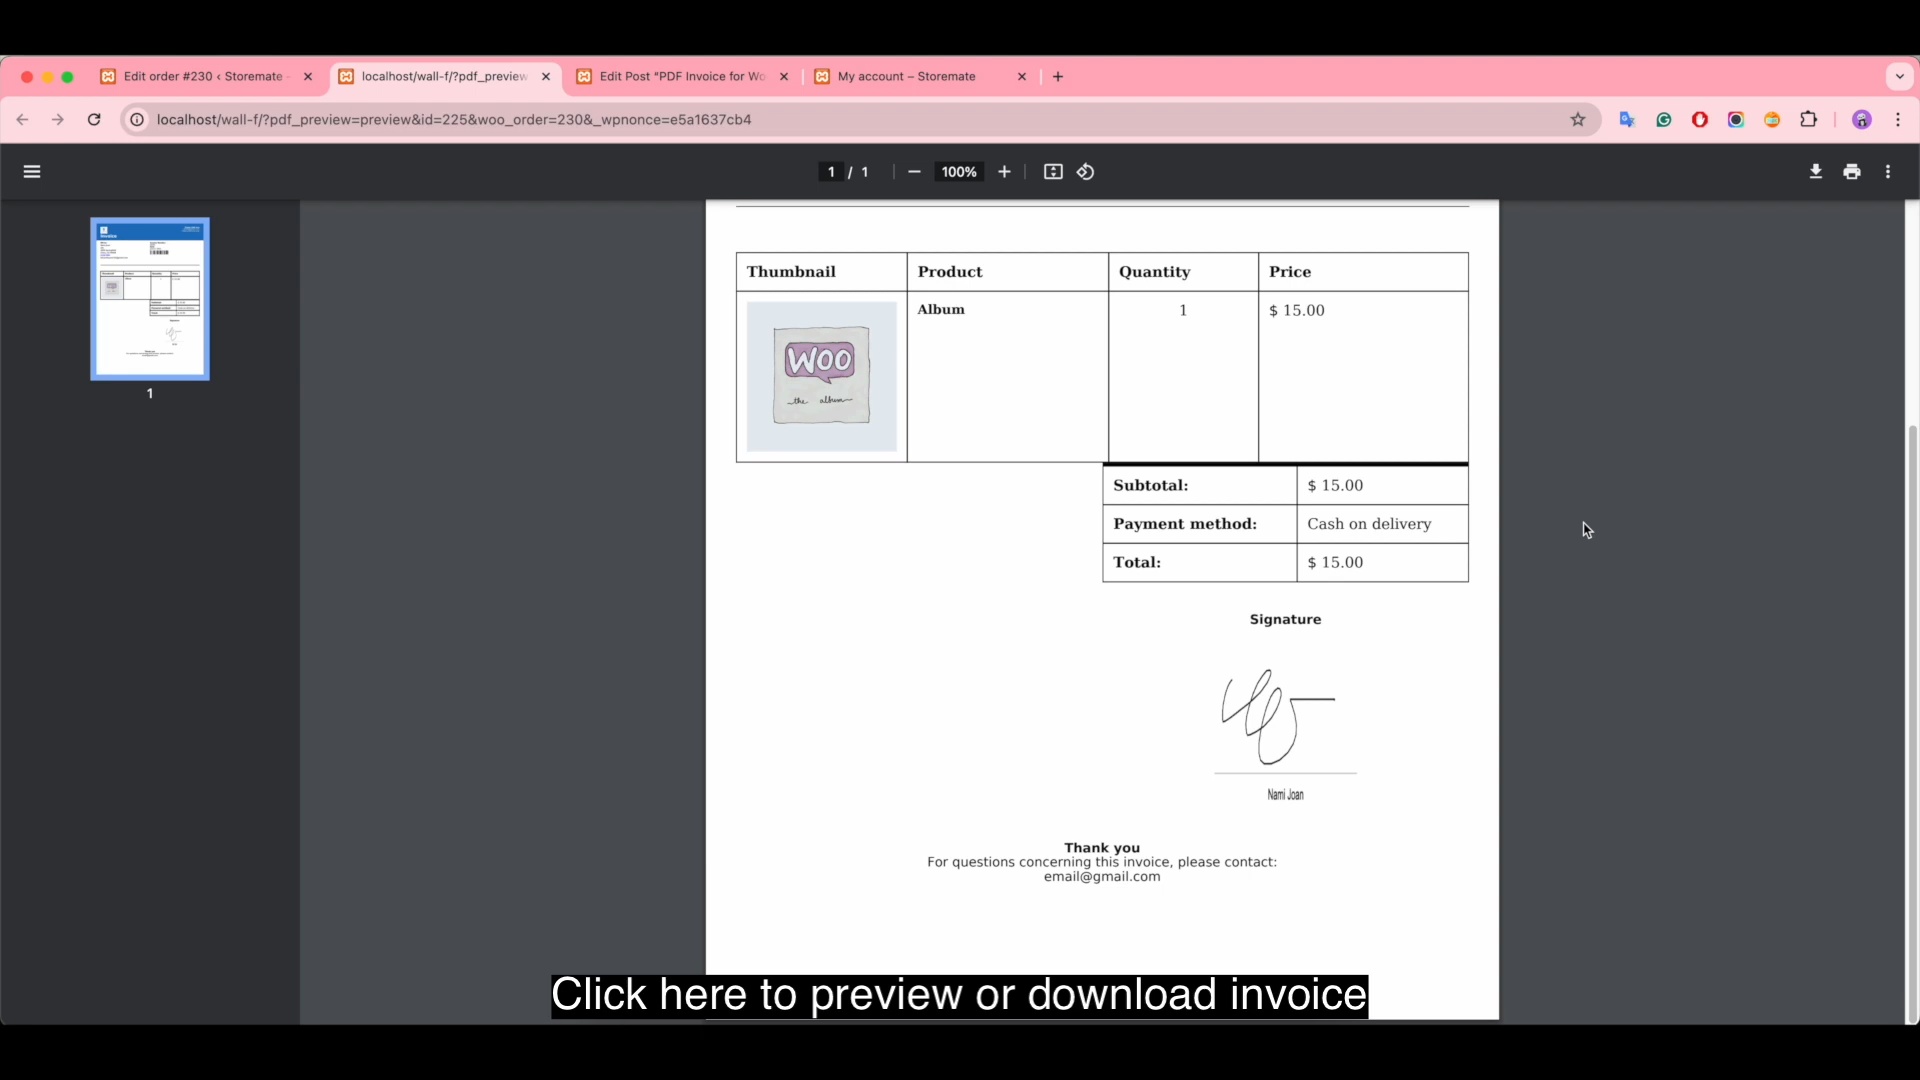 Edit order #230 ‹ Storemate
localhost/wall-f/?pdf_preview
Edit Post "PDF Invoice for Wo
My account – Storemate
localhost/wall-f/?pdf_preview=preview&id=225&woo_order=230&_wpnonce=e5a1637cb4
1 / 1
100%
1
Thumbnail Product Quantity Price
Album 1 $ 15.00
WOO
the album
Subtotal: $ 15.00
Payment method: Cash on delivery
Total: $ 15.00
Signature
Nami Joan
Thank you
For questions concerning this invoice, please contact:
email@gmail.com
Click here to preview or download invoice